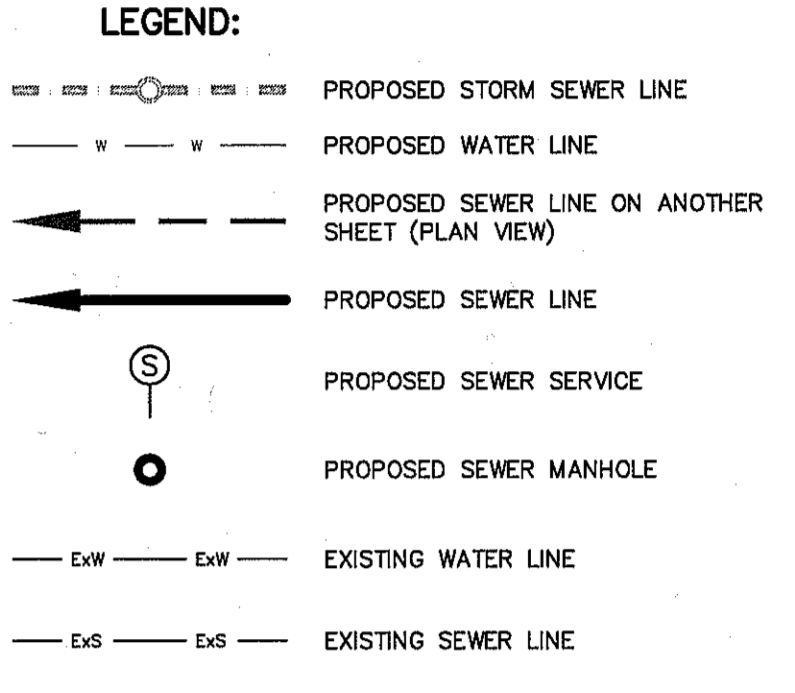 LEGEND:
PROPOSED STORM SEWER LINE
W W PROPOSED WATER LINE
PROPOSED SEWER LINE ON ANOTHER
SHEET (PLAN VIEW)
PROPOSED SEWER LINE
S PROPOSED SEWER SERVICE
PROPOSED SEWER MANHOLE
ExW ExW EXISTING WATER LINE
ExS ExS EXISTING SEWER LINE